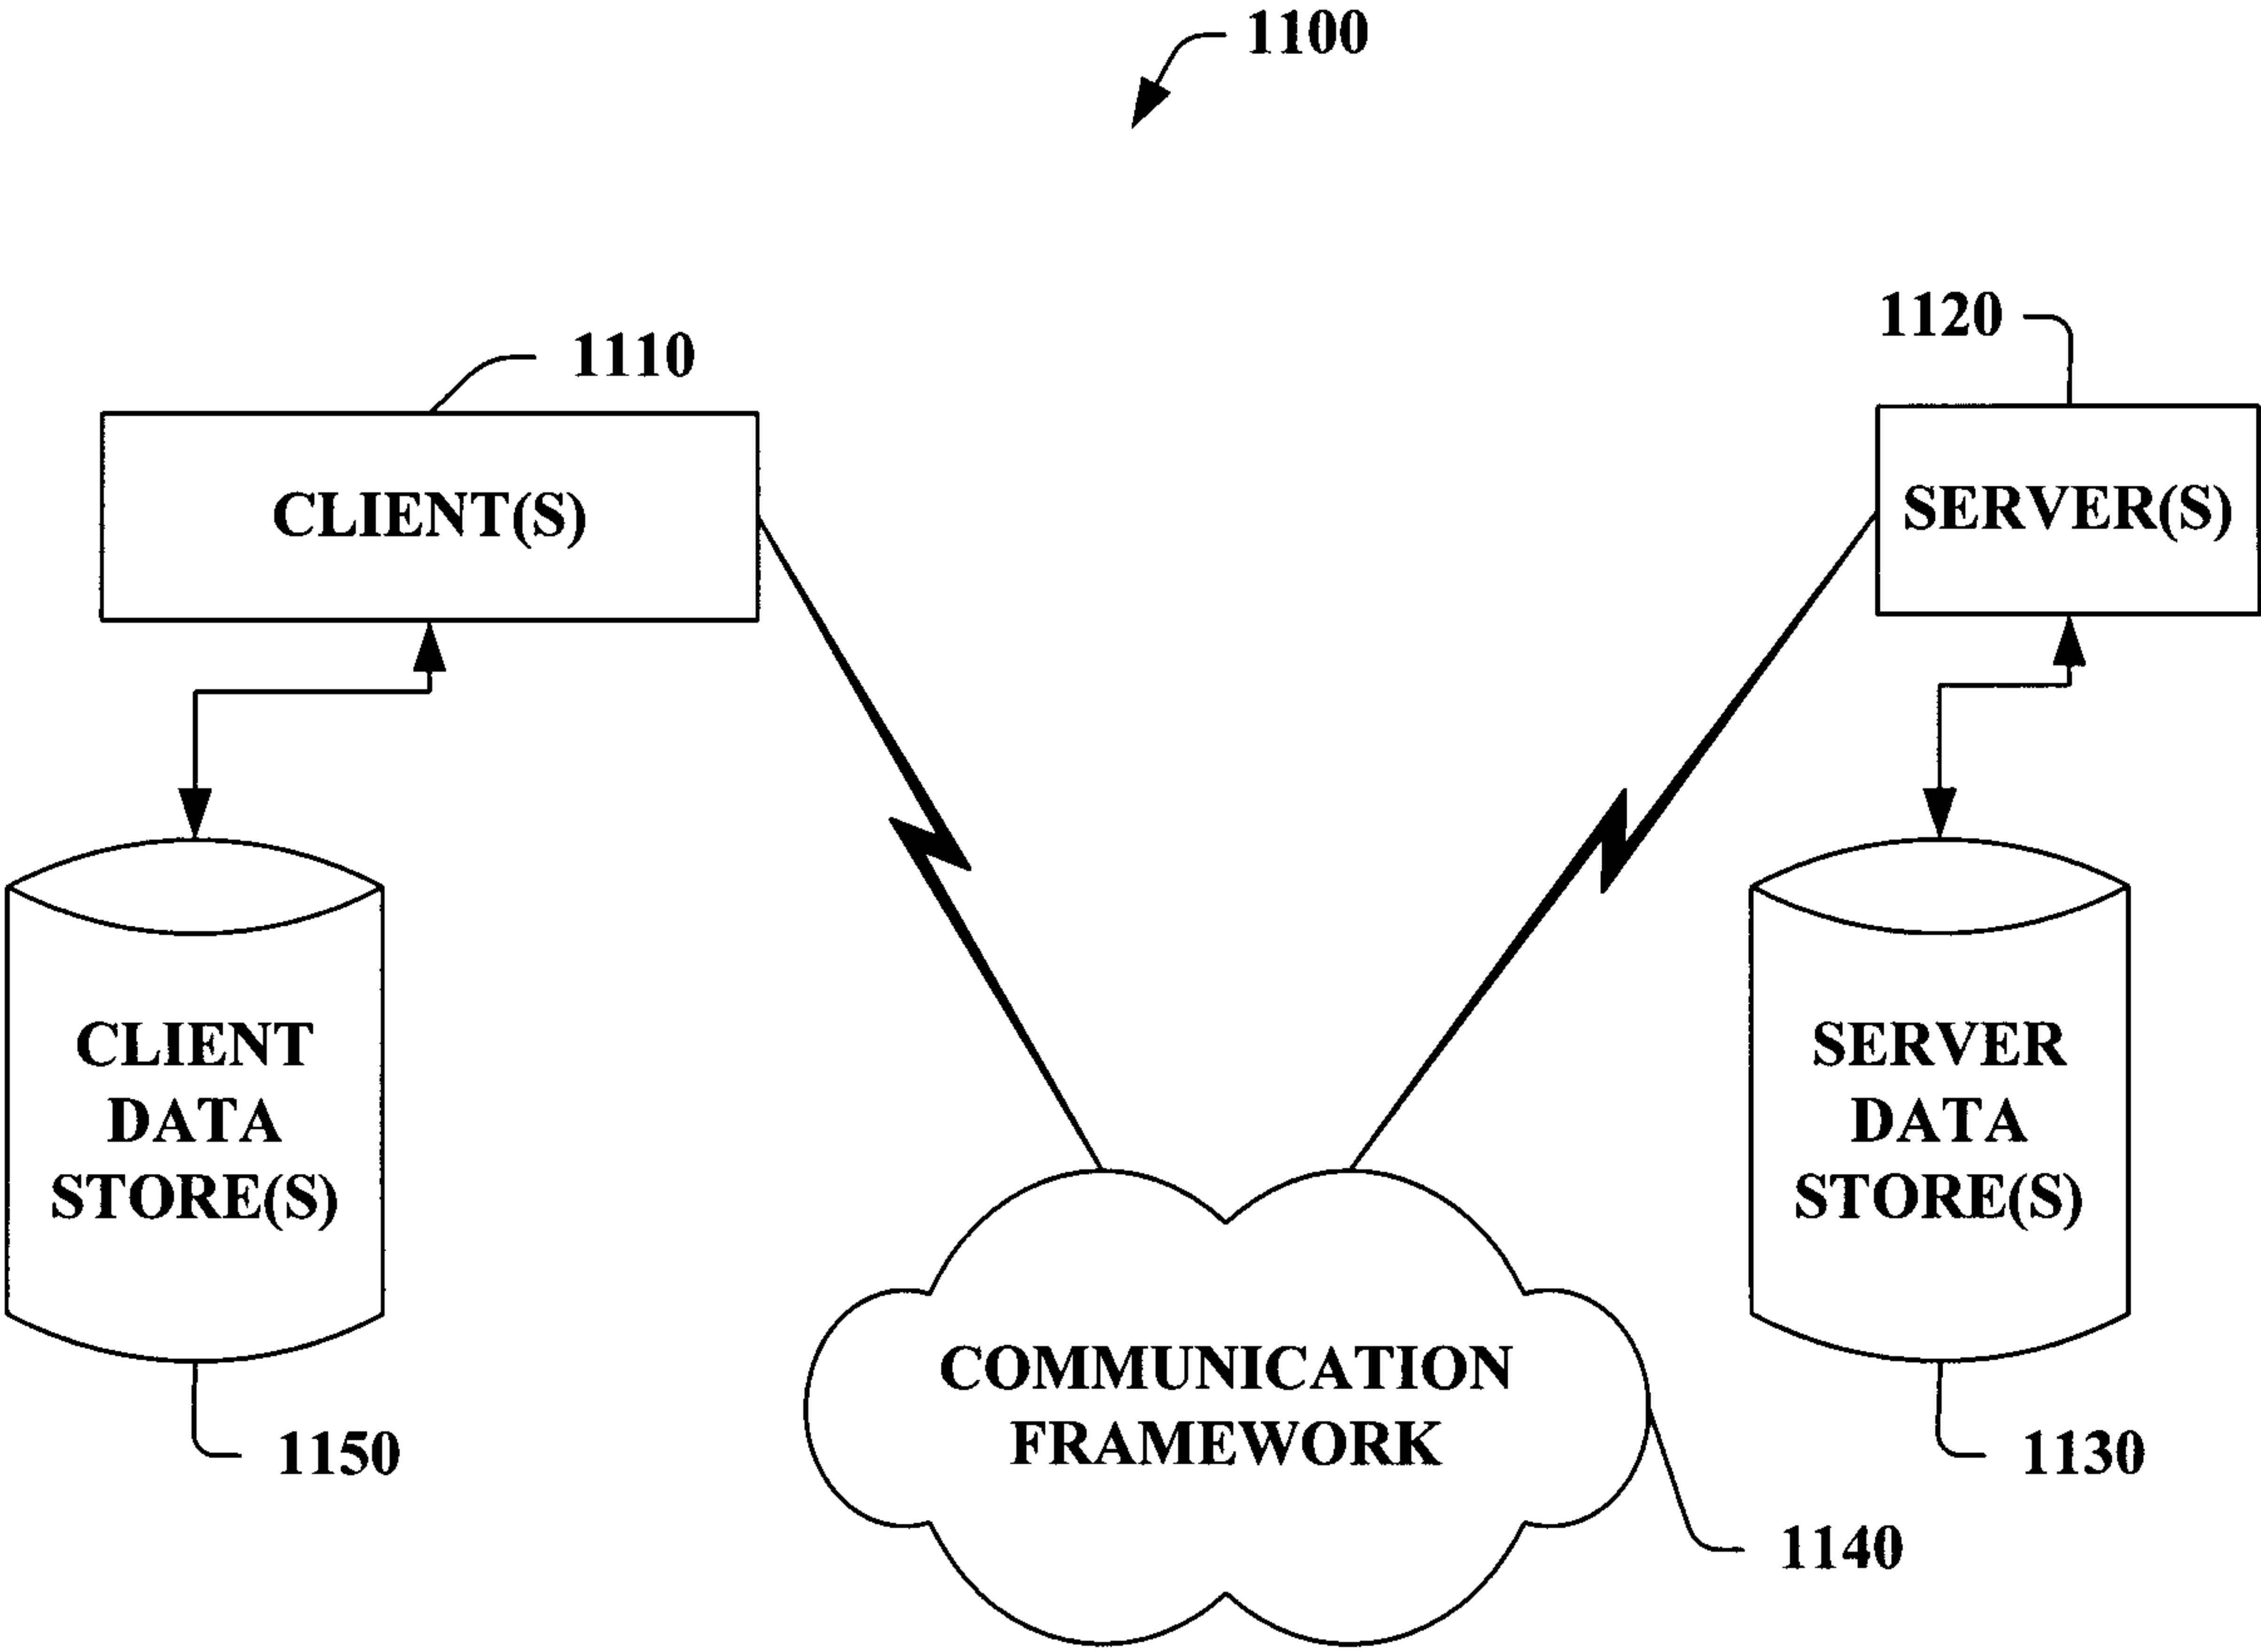 1100
1110
1120
CLIENT(S)
SERVER(S)
CLIENT
DATA
STORE(S)
SERVER
DATA
STORE(S)
COMMUNICATION
FRAMEWORK
1150
1130
1140